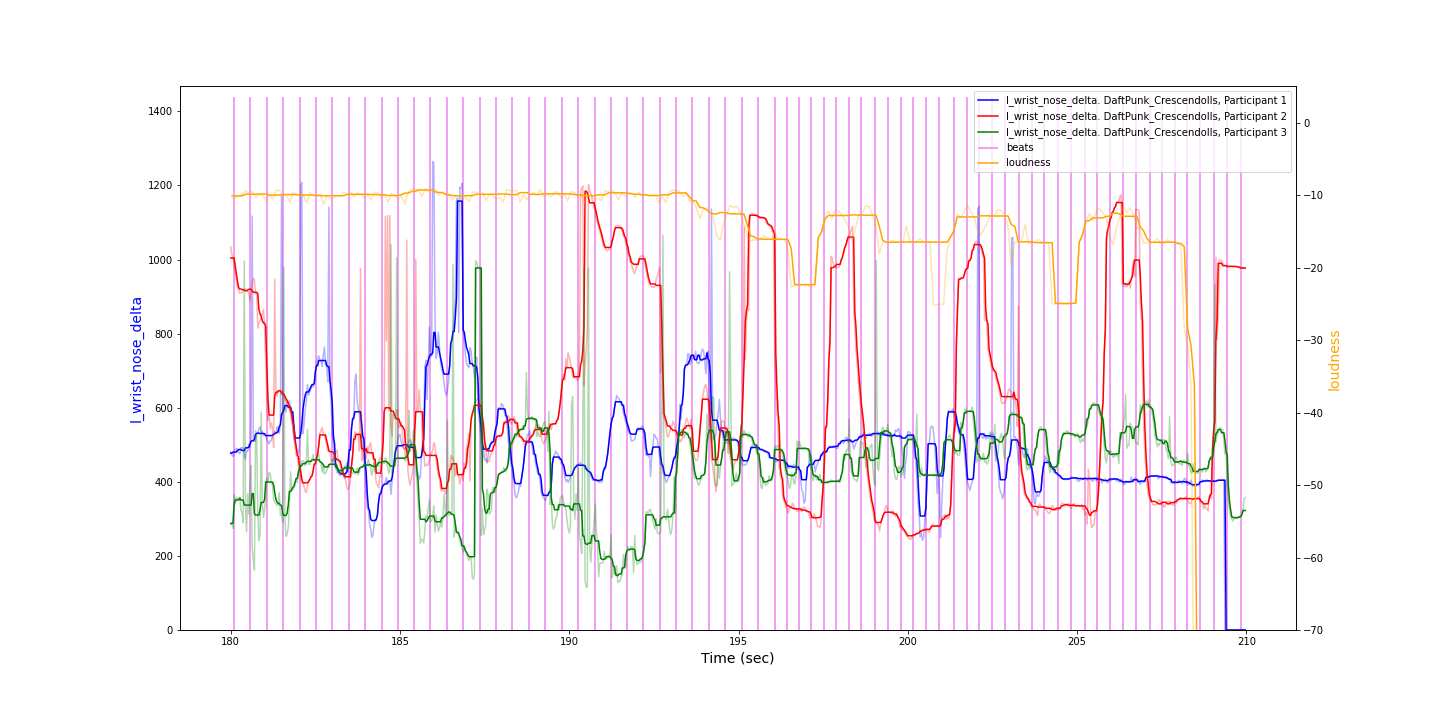 l_wrist_nose_delta. DaftPunk_Crescendolls, Participant 1
l_wrist_nose_delta. DaftPunk_Crescendolls, Participant 2
l_wrist_nose_delta. DaftPunk_Crescendolls, Participant 3
beats
loudness
l_wrist_nose_delta
1400
1200
1000
800
600
400
200
0
0
−10
−20
−30
−40
−50
−60
−70
loudness
180
185
190
195
200
205
210
Time (sec)